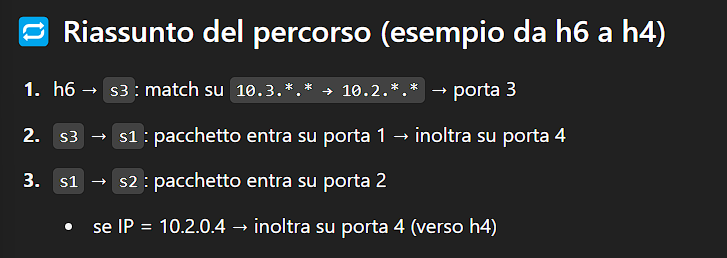 🔁 Riassunto del percorso (esempio da h6 a h4)
1. h6 → s3: match su 10.3.*.* → 10.2.*.* → porta 3
2. s3 → s1: pacchetto entra su porta 1 → inoltra su porta 4
3. s1 → s2: pacchetto entra su porta 2
• se IP = 10.2.0.4 → inoltra su porta 4 (verso h4)